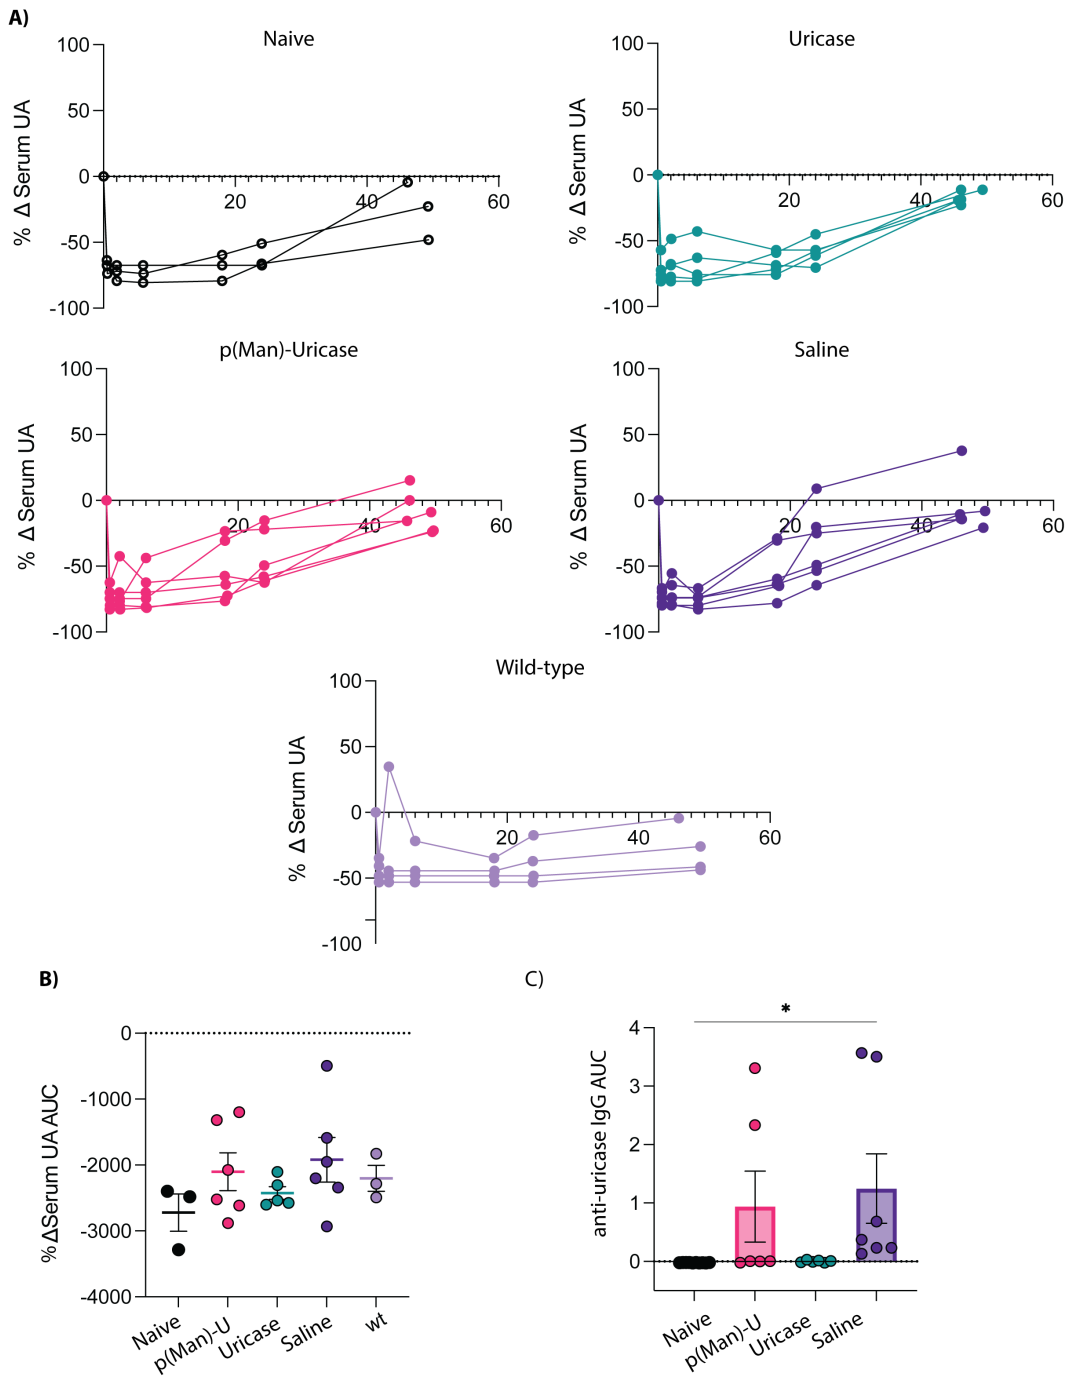 A)
Naive
% Δ Serum UA
100
50
0
-50
-100
20
40
60
Uricase
% Δ Serum UA
100
50
0
-50
-100
20
40
60
p(Man)-Uricase
% Δ Serum UA
100
50
0
-50
-100
20
40
60
Saline
% Δ Serum UA
100
50
0
-50
-100
20
40
60
Wild-type
% Δ Serum UA
100
50
0
-50
-100
20
40
60
B)
%ΔSerum UA AUC
0
-1000
-2000
-3000
-4000
Naive
p(Man)-U
Uricase
Saline
wt
C)
*
anti-uricase IgG AUC
4
3
2
1
0
Naive
p(Man)-U
Uricase
Saline